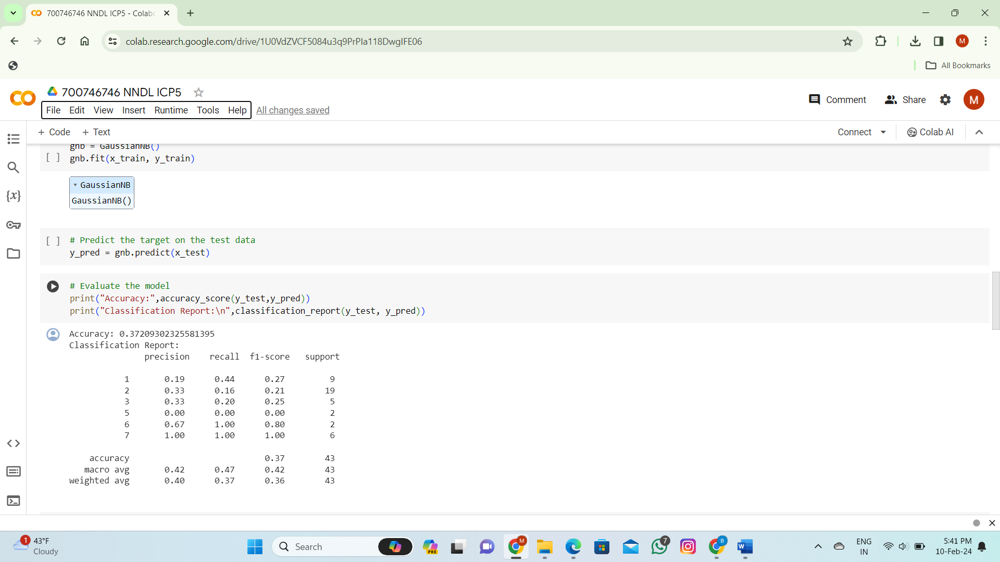 700746746 NNDL ICP5 - Colab
colab.research.google.com/drive/1U0VdZVCF5084u3q9PrPIa118DwgIFE06
M
All Bookmarks
700746746 NNDL ICP5
File Edit View Insert Runtime Tools Help All changes saved
Comment Share M
+ Code + Text
Connect Colab AI
gnb = GaussianNB()
[ ] gnb.fit(x_train, y_train)
GaussianNB
GaussianNB()
{x}
[ ] # Predict the target on the test data
y_pred = gnb.predict(x_test)
# Evaluate the model
print("Accuracy:",accuracy_score(y_test,y_pred))
print("Classification Report:\n",classification_report(y_test, y_pred))
Accuracy: 0.37209302325581395
Classification Report:
precision recall f1-score support
1 0.19 0.44 0.27 9
2 0.33 0.16 0.21 19
3 0.33 0.20 0.25 5
5 0.00 0.00 0.00 2
6 0.67 1.00 0.80 2
7 1.00 1.00 1.00 6
accuracy 0.37 43
macro avg 0.42 0.47 0.42 43
weighted avg 0.40 0.37 0.36 43
1
43°F
Cloudy
Search
PRE
M
7
B
W
ENG
IN
5:41 PM
10-Feb-24